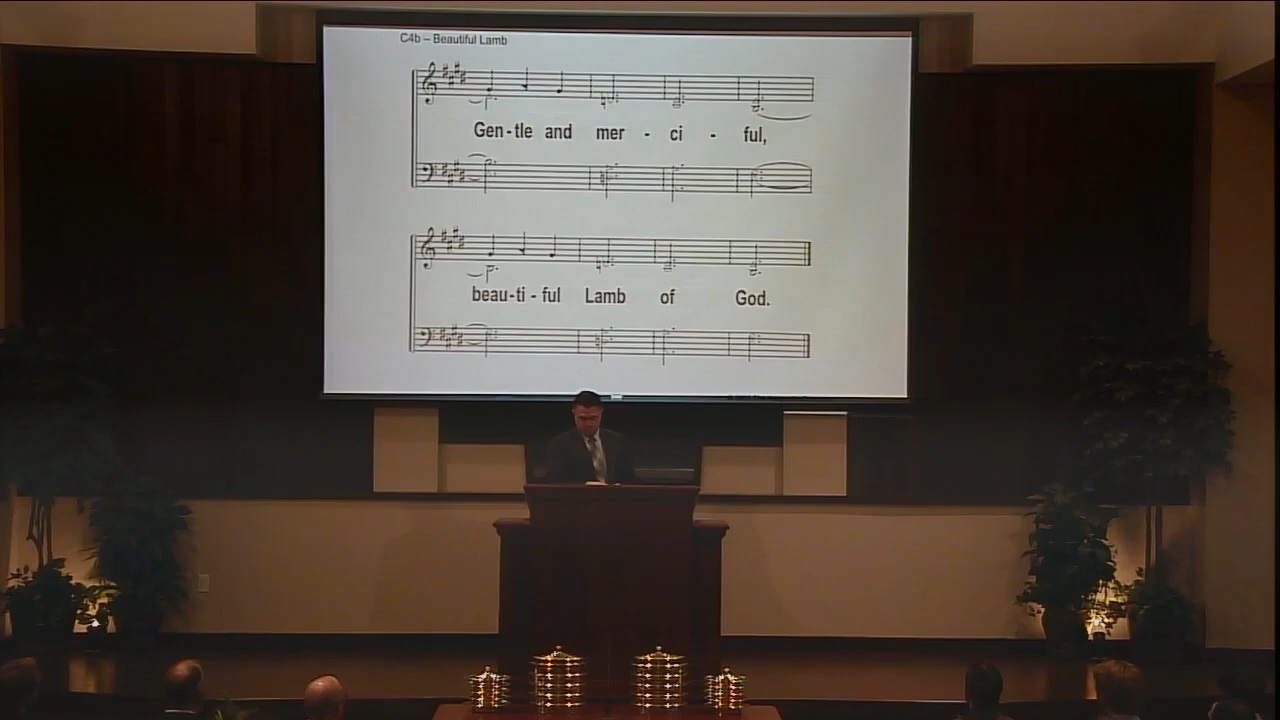 C4b – Beautiful Lamb
Gen-tle and mer - ci - ful,
beau-ti-ful Lamb of God.